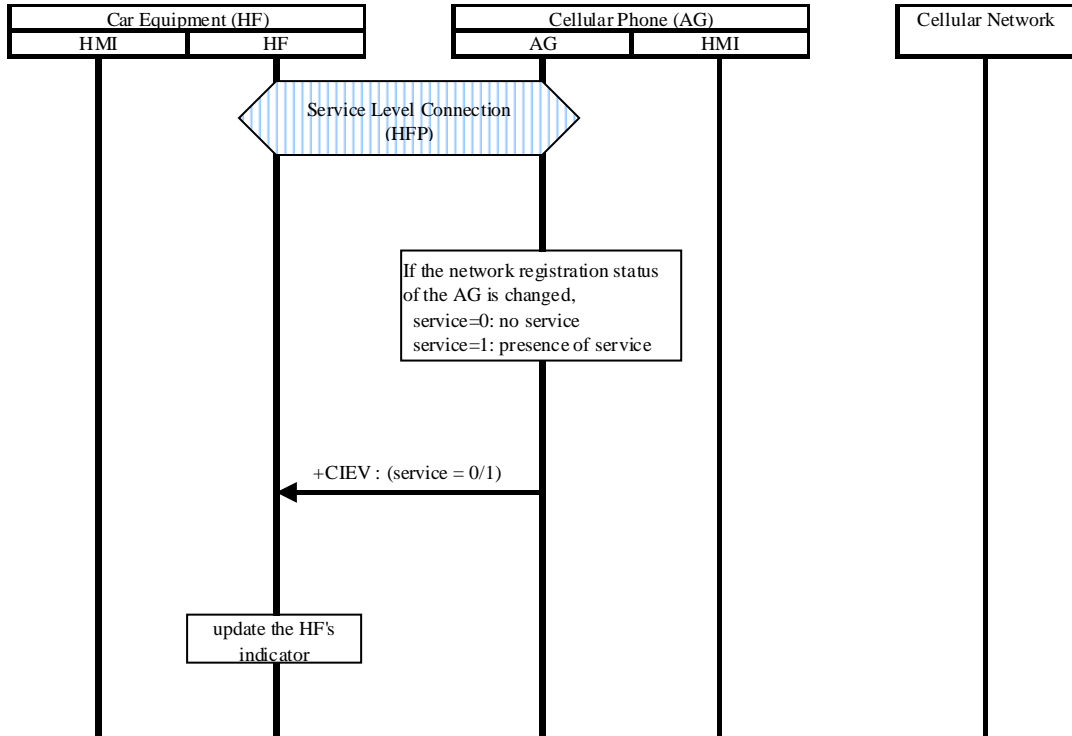 Car Equipment (HF)
HMI
HF
Cellular Phone (AG)
AG
HMI
Cellular Network
Service Level Connection
(HFP)
If the network registration status
of the AG is changed,
service=0: no service
service=1: presence of service
+CIEV : (service = 0/1)
update the HF's
indicator